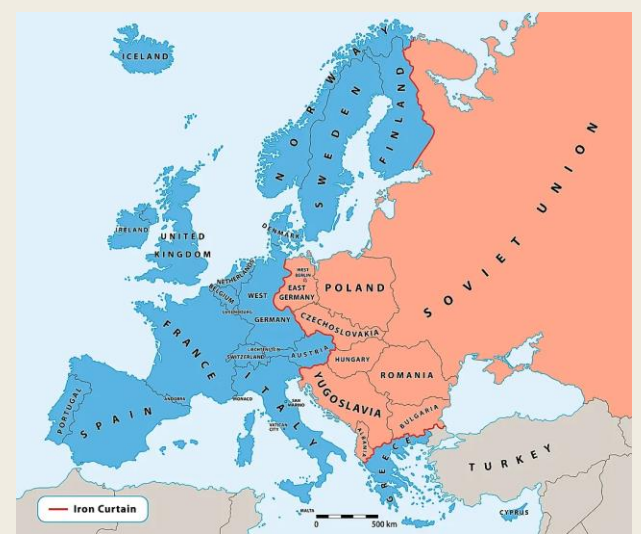 ICELAND
NORWAY
SWEDEN
FINLAND
SOVIET UNION
IRELAND
UNITED
KINGDOM
DENMARK
NETHERLANDS
BELGIUM
LUXEMBOURG
WEST
GERMANY
WEST
BERLIN
EAST
GERMANY
POLAND
CZECHOSLOVAKIA
FRANCE
LIECHTENSTEIN
SWITZERLAND
AUSTRIA
HUNGARY
ROMANIA
YUGOSLAVIA
BULGARIA
ALBANIA
GREECE
TURKEY
CYPRUS
ITALY
SAN
MARINO
VATICAN
CITY
MONACO
ANDORRA
SPAIN
PORTUGAL
MALTA
Iron Curtain
0 500 km